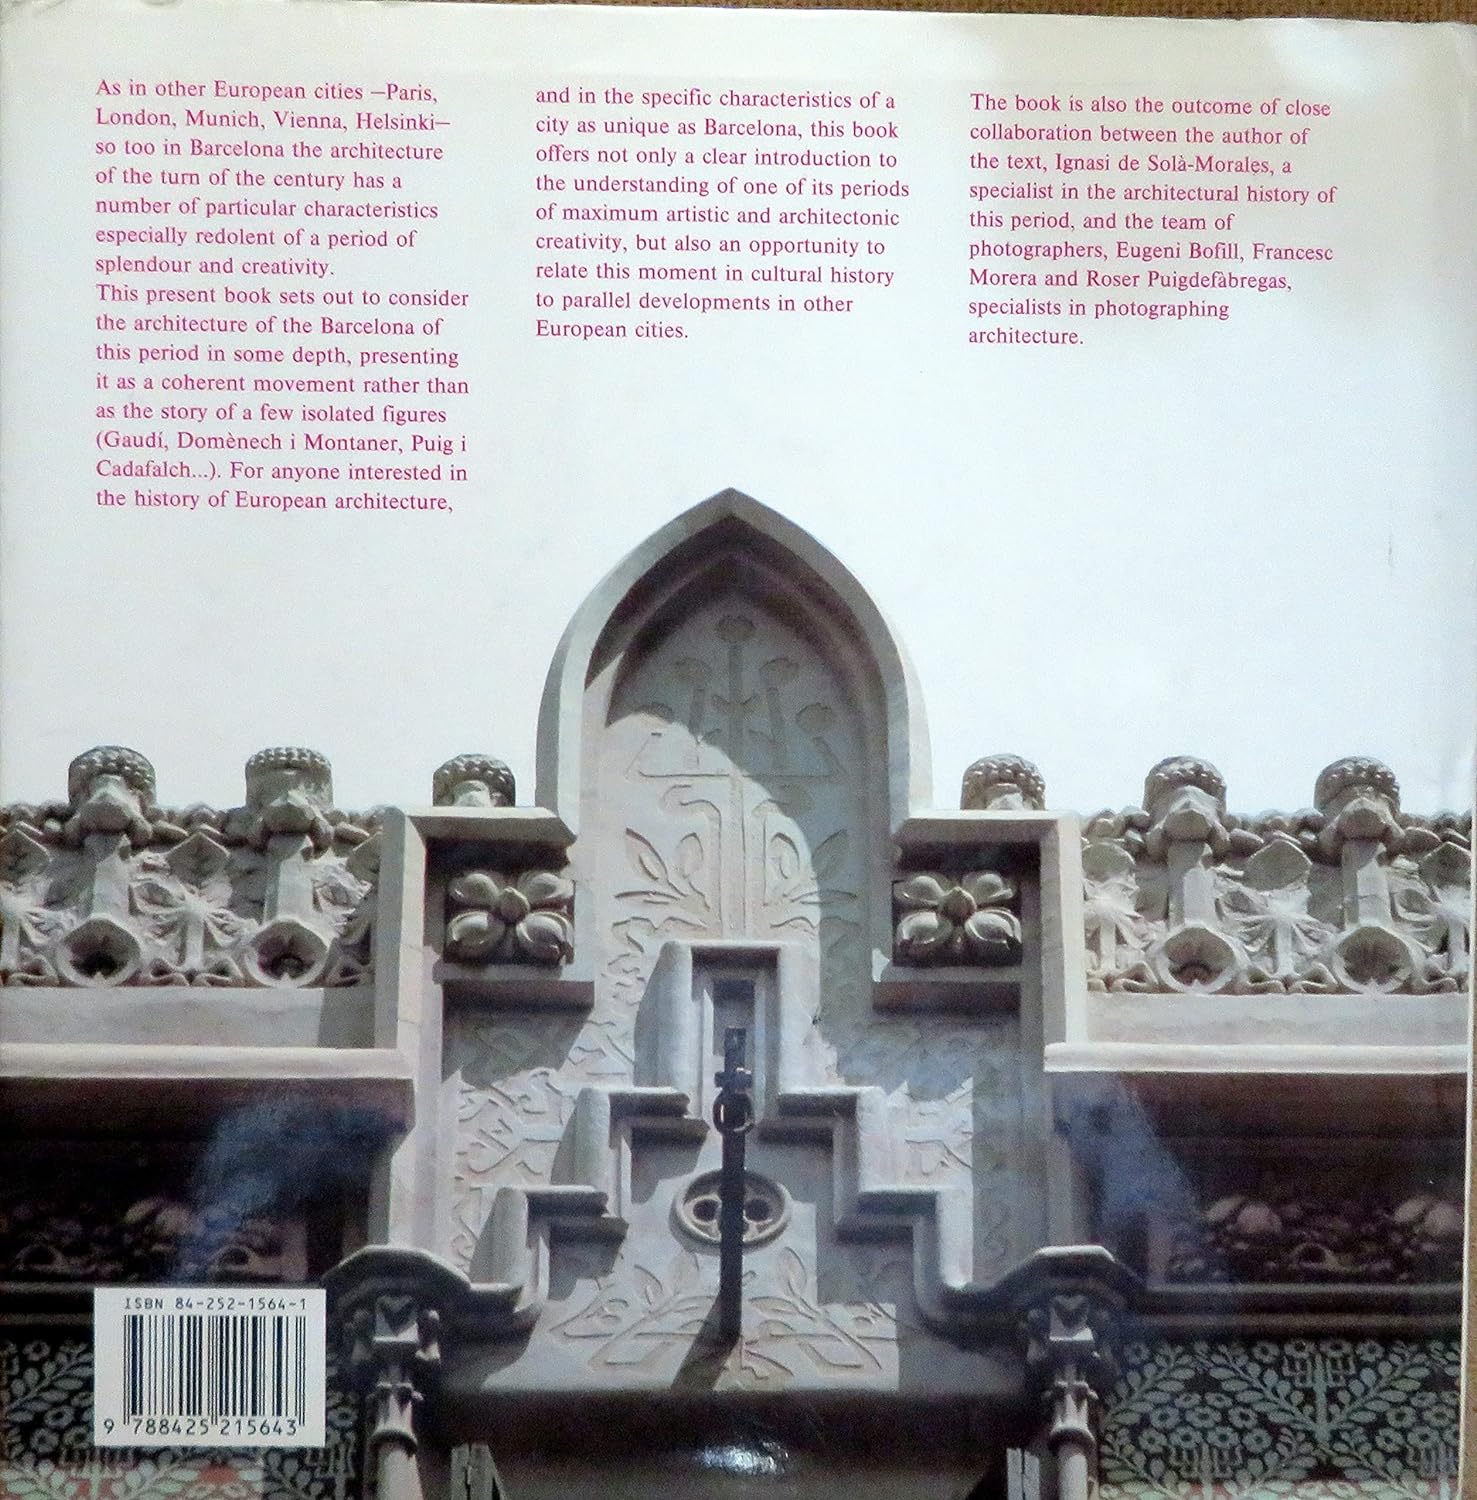 As in other European cities —Paris,
London, Munich, Vienna, Helsinki—
so too in Barcelona the architecture
of the turn of the century has a
number of particular characteristics
especially redolent of a period of
splendour and creativity.
This present book sets out to consider
the architecture of the Barcelona of
this period in some depth, presenting
it as a coherent movement rather than
as the story of a few isolated figures
(Gaudí, Domènech i Montaner, Puig i
Cadafalch...). For anyone interested in
the history of European architecture,
and in the specific characteristics of a
city as unique as Barcelona, this book
offers not only a clear introduction to
the understanding of one of its periods
of maximum artistic and architectonic
creativity, but also an opportunity to
relate this moment in cultural history
to parallel developments in other
European cities.
The book is also the outcome of close
collaboration between the author of
the text, Ignasi de Solà-Morales, a
specialist in the architectural history of
this period, and the team of
photographers, Eugeni Bofill, Francesc
Morera and Roser Puigdefàbregas,
specialists in photographing
architecture.
ISBN 84-252-1564-1
9 788425 215643